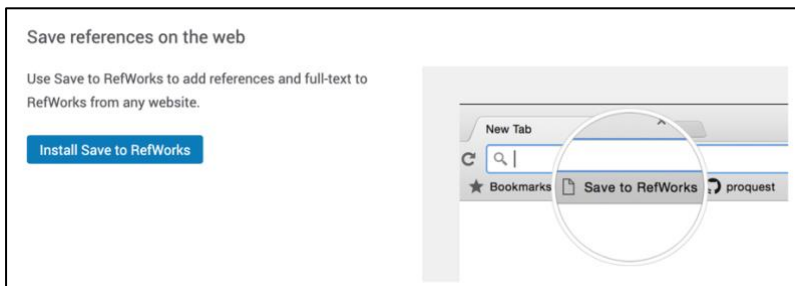 Save references on the web
Use Save to RefWorks to add references and full-text to
RefWorks from any website.
Install Save to RefWorks
New Tab
Bookmarks
Save to RefWorks
proquest